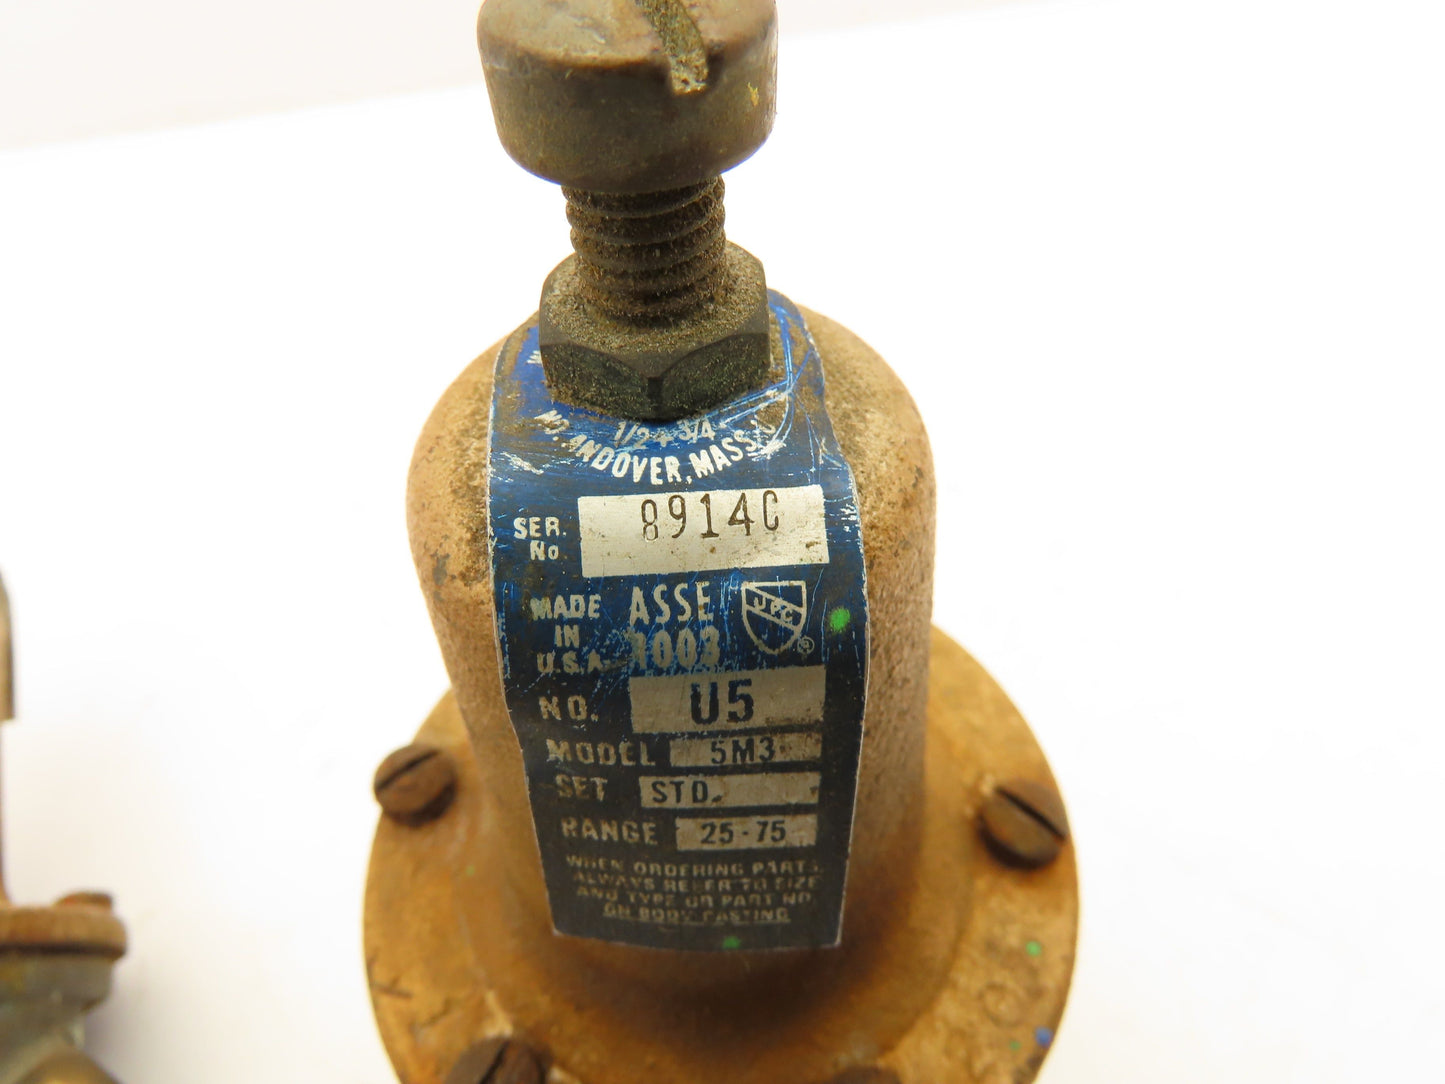 1/2 + 3/4
NO. ANDOVER, MASS.
SER. No. 8914C
MADE IN U.S.A.
ASSE 1003
UPC ®
NO. U5
MODEL 5M3
SET STD.
RANGE 25-75
WHEN ORDERING PARTS
ALWAYS REFER TO SIZE
AND TYPE OR PART NO.
ON BODY CASTING